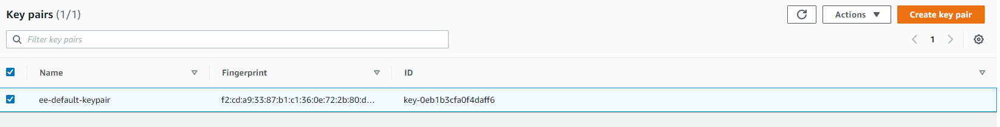 Key pairs (1/1)
Actions
Create key pair
Filter key pairs
1
Name Fingerprint ID
ee-default-keypair f2:cd:a9:33:87:b1:c1:36:0e:72:2b:80:d... key-0eb1b3cfa0f4daff6